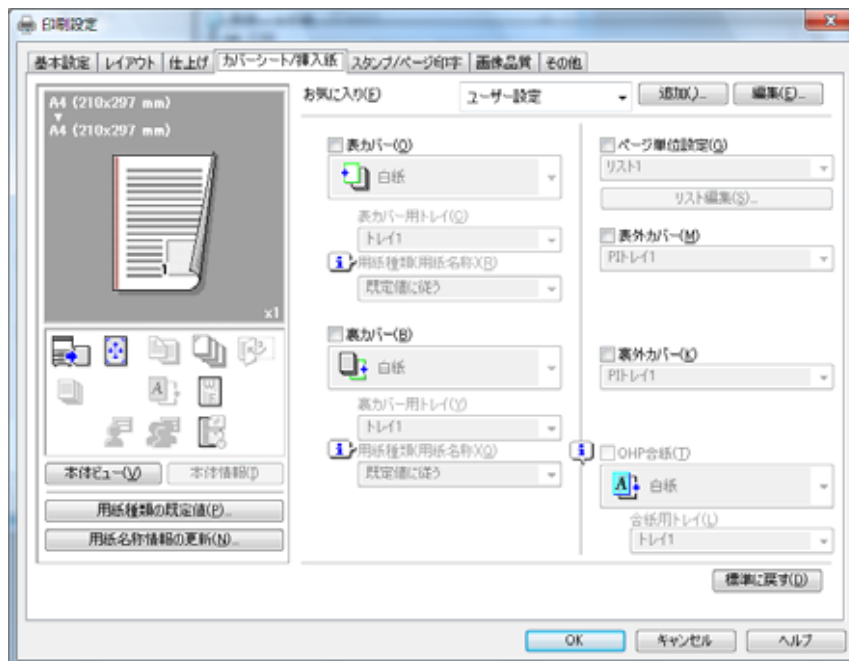 印刷設定
基本設定 レイアウト 仕上げ カバーシート/挿入紙 スタンプ/ページ印字 画像品質 その他
A4 (210x297 mm)
A4 (210x297 mm)
x1
本体ビュー(V) 本体情報(I)
用紙種類の既定値(P)...
用紙名称情報の更新(N)...
お気に入り(F) ユーザー設定 追加(.)... 編集(E)...
表カバー(O)
白紙
表カバー用トレイ(C)
トレイ1
用紙種類(用紙名称)(R)
既定値に従う
裏カバー(B)
白紙
裏カバー用トレイ(Y)
トレイ1
用紙種類(用紙名称)(Q)
既定値に従う
ページ単位設定(G)
リスト1
リスト編集(S)...
表外カバー(M)
PIトレイ1
裏外カバー(K)
PIトレイ1
OHP合紙(T)
白紙
合紙用トレイ(L)
トレイ1
標準に戻す(D)
OK キャンセル ヘルプ